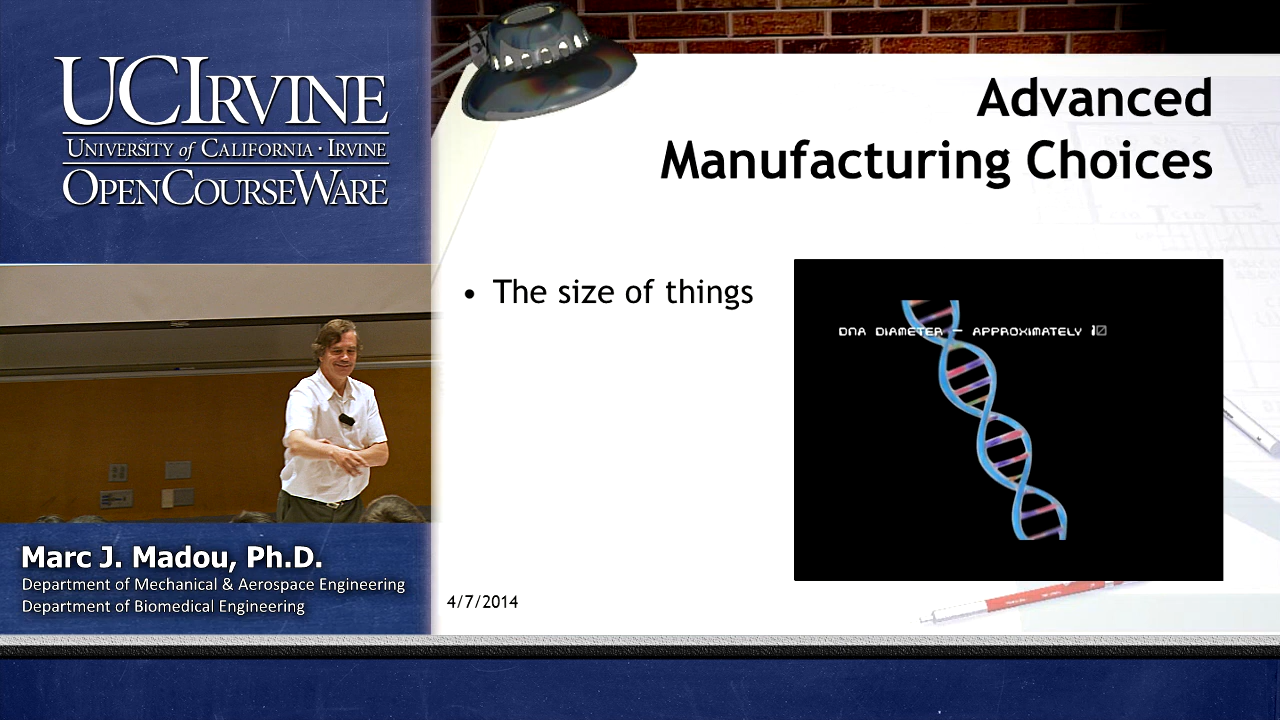 UCIRVINE
UNIVERSITY of CALIFORNIA · IRVINE
OPENCOURSEWARE
Advanced
Manufacturing Choices
• The size of things
DNA DIAMETER - APPROXIMATELY 10
Marc J. Madou, Ph.D.
Department of Mechanical & Aerospace Engineering
Department of Biomedical Engineering
4/7/2014